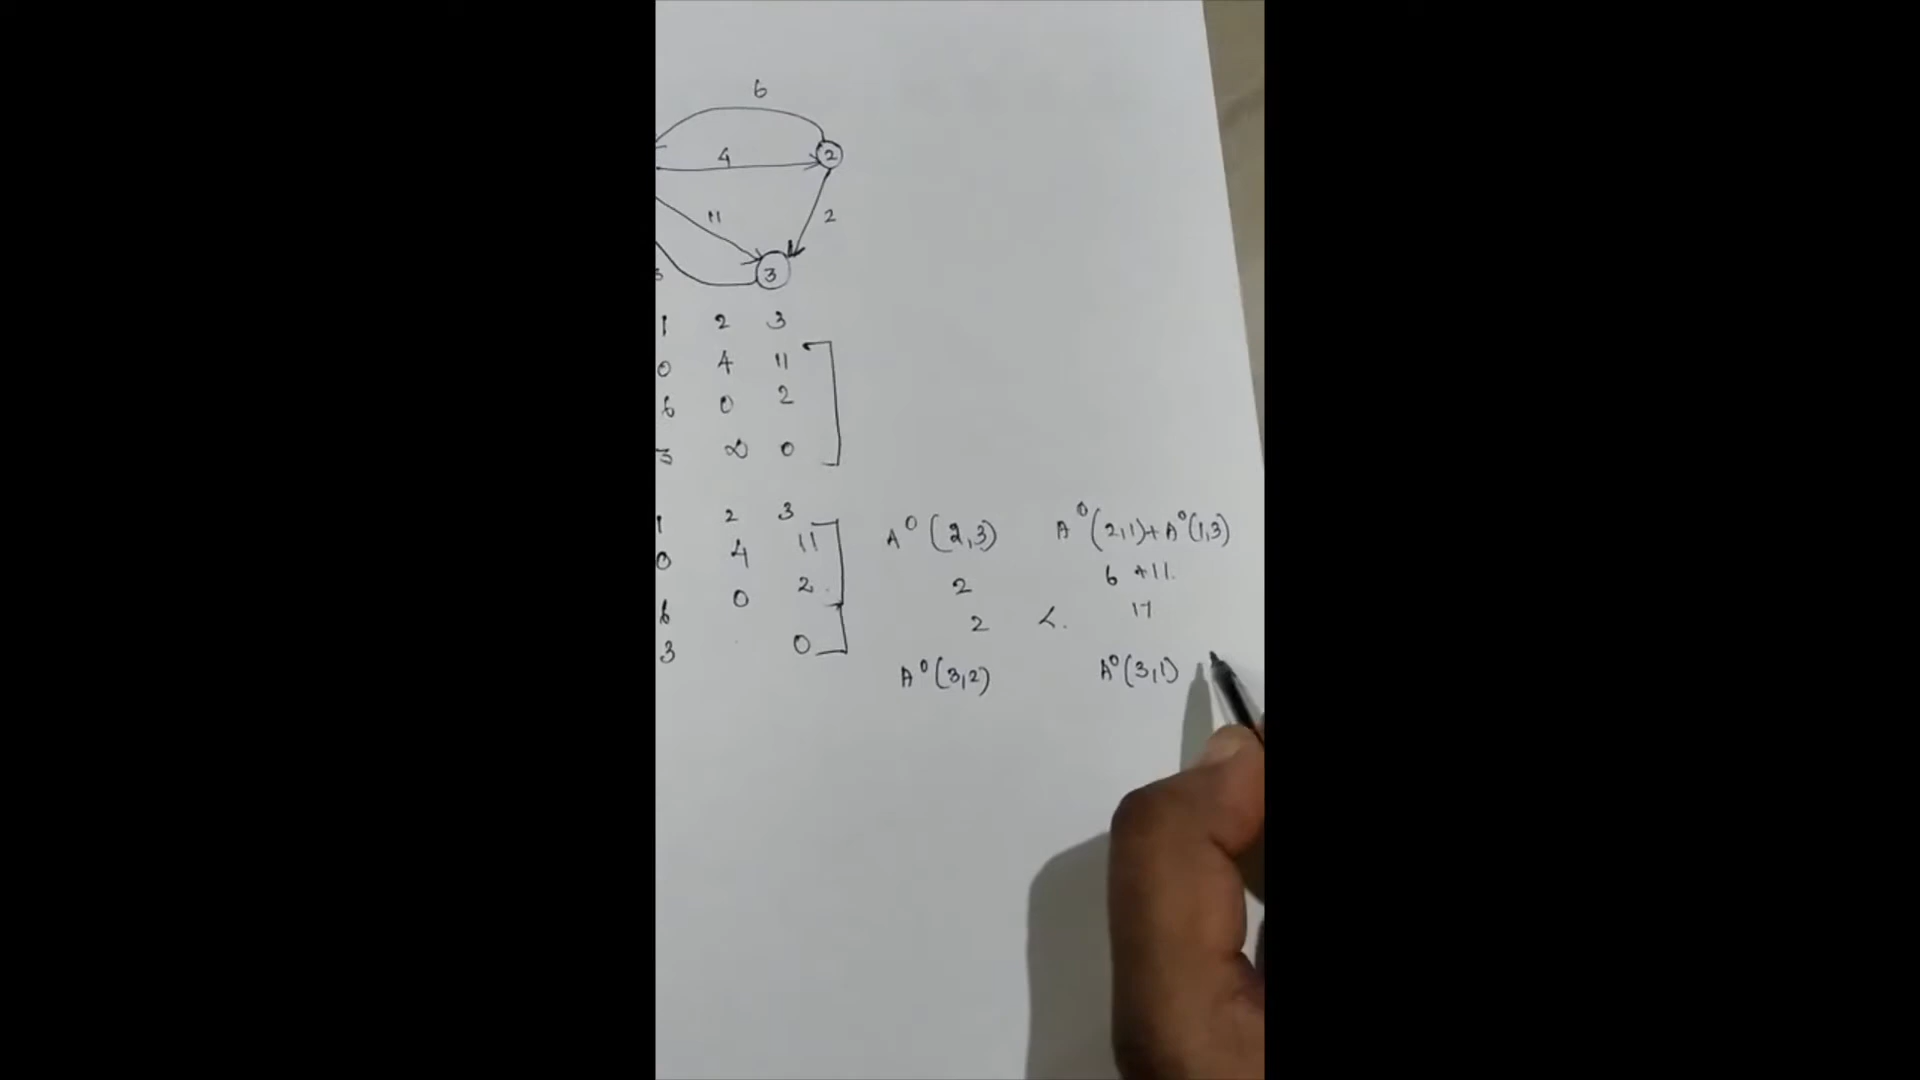 6
4 2
11 2
3
1 2 3
0 4 11
6 0 2
3 ∞ 0
1 2 3
0 4 11
6 0 2
3 0
A⁰(2,3) A⁰(2,1)+A⁰(1,3)
2 6+11
2 < 17
A⁰(3,2) A⁰(3,1)